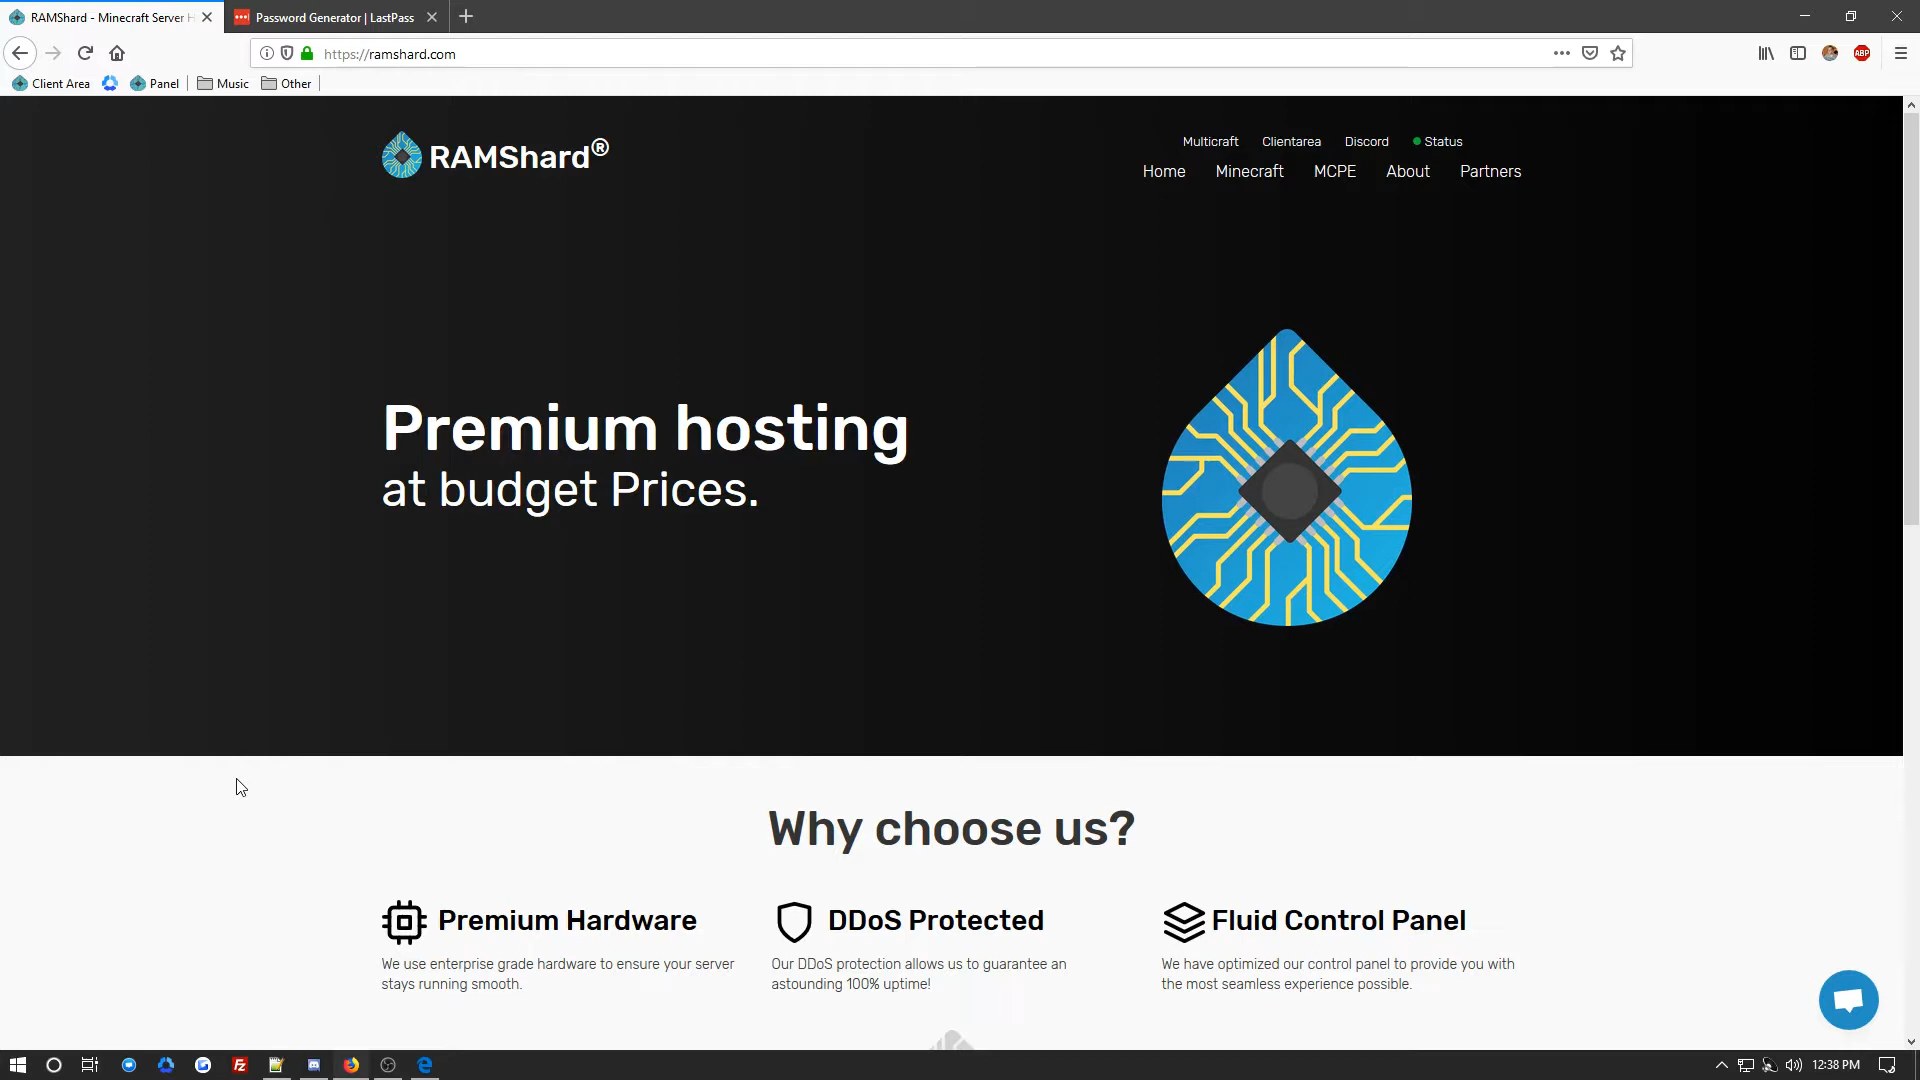 RAMShard - Minecraft Server H
Password Generator | LastPass
https://ramshard.com
ABP
Client Area
Panel
Music
Other
RAMShard®
Multicraft
Clientarea
Discord
Status
Home
Minecraft
MCPE
About
Partners
Premium hosting
at budget Prices.
Why choose us?
Premium Hardware
We use enterprise grade hardware to ensure your server
stays running smooth.
DDoS Protected
Our DDoS protection allows us to guarantee an
astounding 100% uptime!
Fluid Control Panel
We have optimized our control panel to provide you with
the most seamless experience possible.
Fz
12:38 PM